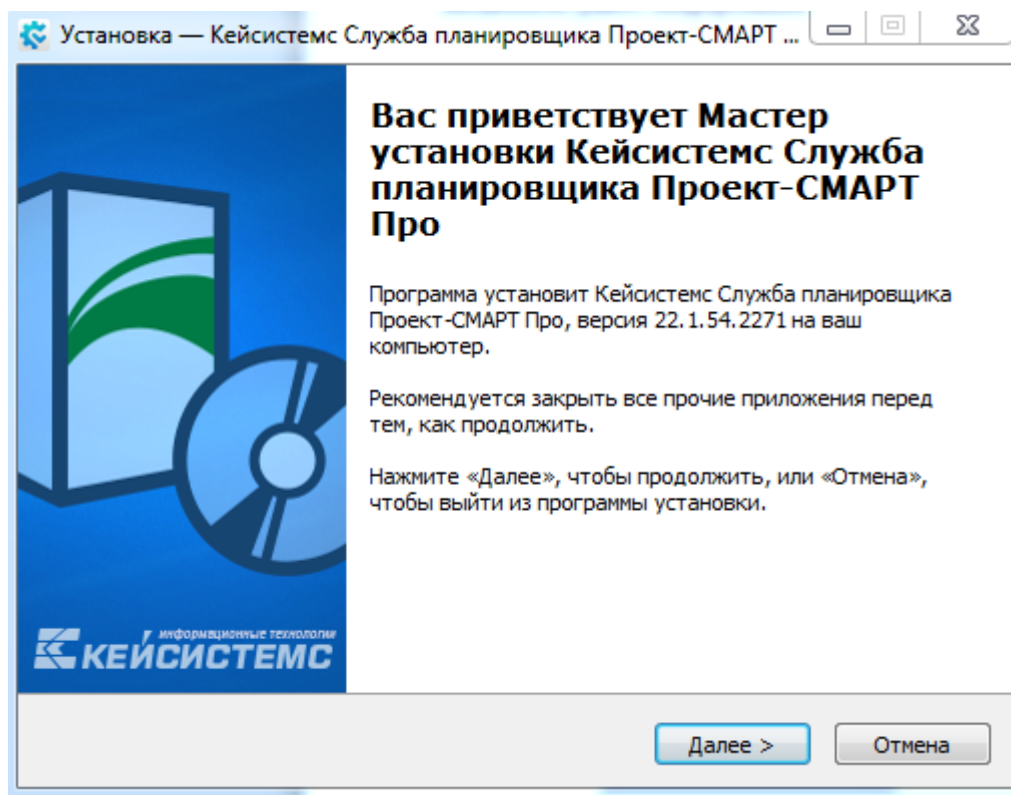 Установка — Кейсистемс Служба планировщика Проект-СМАРТ ...
Вас приветствует Мастер
установки Кейсистемс Служба
планировщика Проект-СМАРТ
Про
Программа установит Кейсистемс Служба планировщика
Проект-СМАРТ Про, версия 22.1.54.2271 на ваш
компьютер.
Рекомендуется закрыть все прочие приложения перед
тем, как продолжить.
Нажмите «Далее», чтобы продолжить, или «Отмена»,
чтобы выйти из программы установки.
информационные технологии
КЕЙСИСТЕМС
Далее >
Отмена